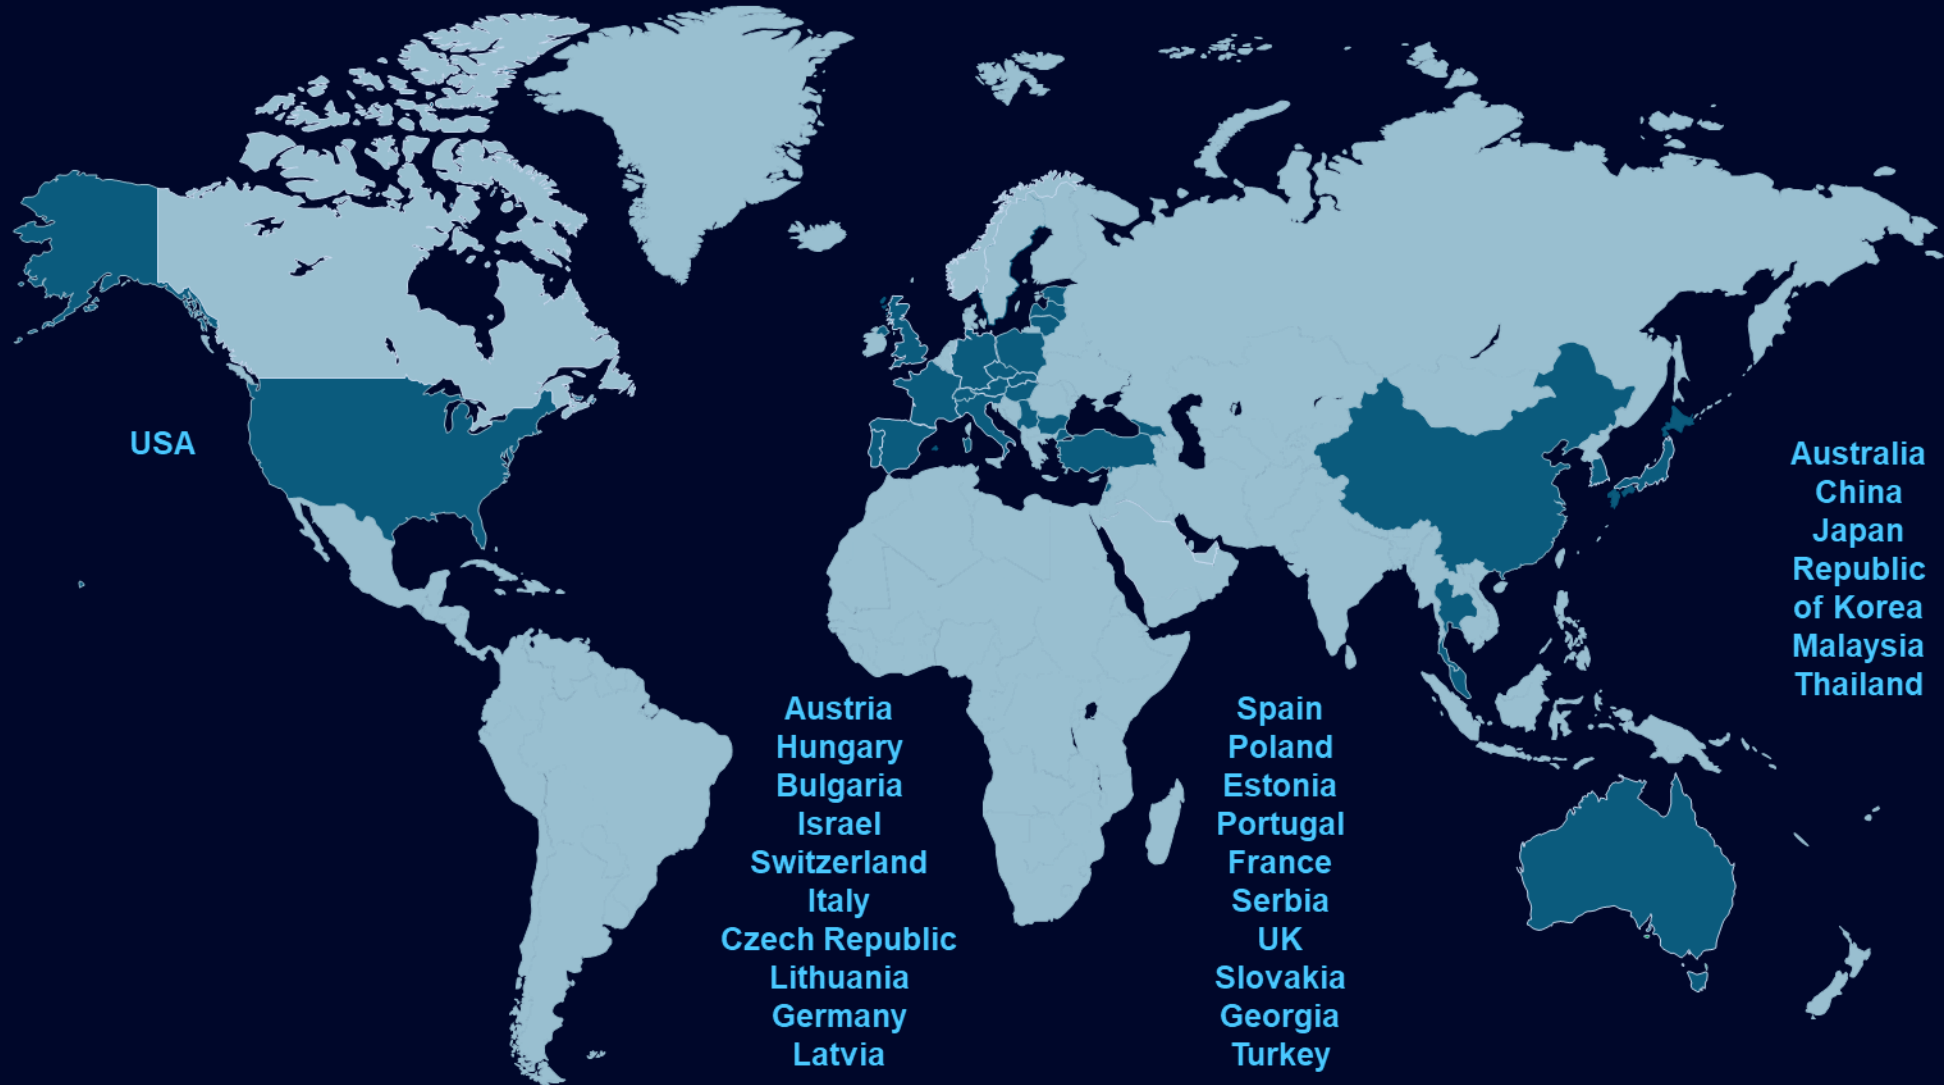 USA
Austria
Hungary
Bulgaria
Israel
Switzerland
Italy
Czech Republic
Lithuania
Germany
Latvia
Spain
Poland
Estonia
Portugal
France
Serbia
UK
Slovakia
Georgia
Turkey
Australia
China
Japan
Republic
of Korea
Malaysia
Thailand